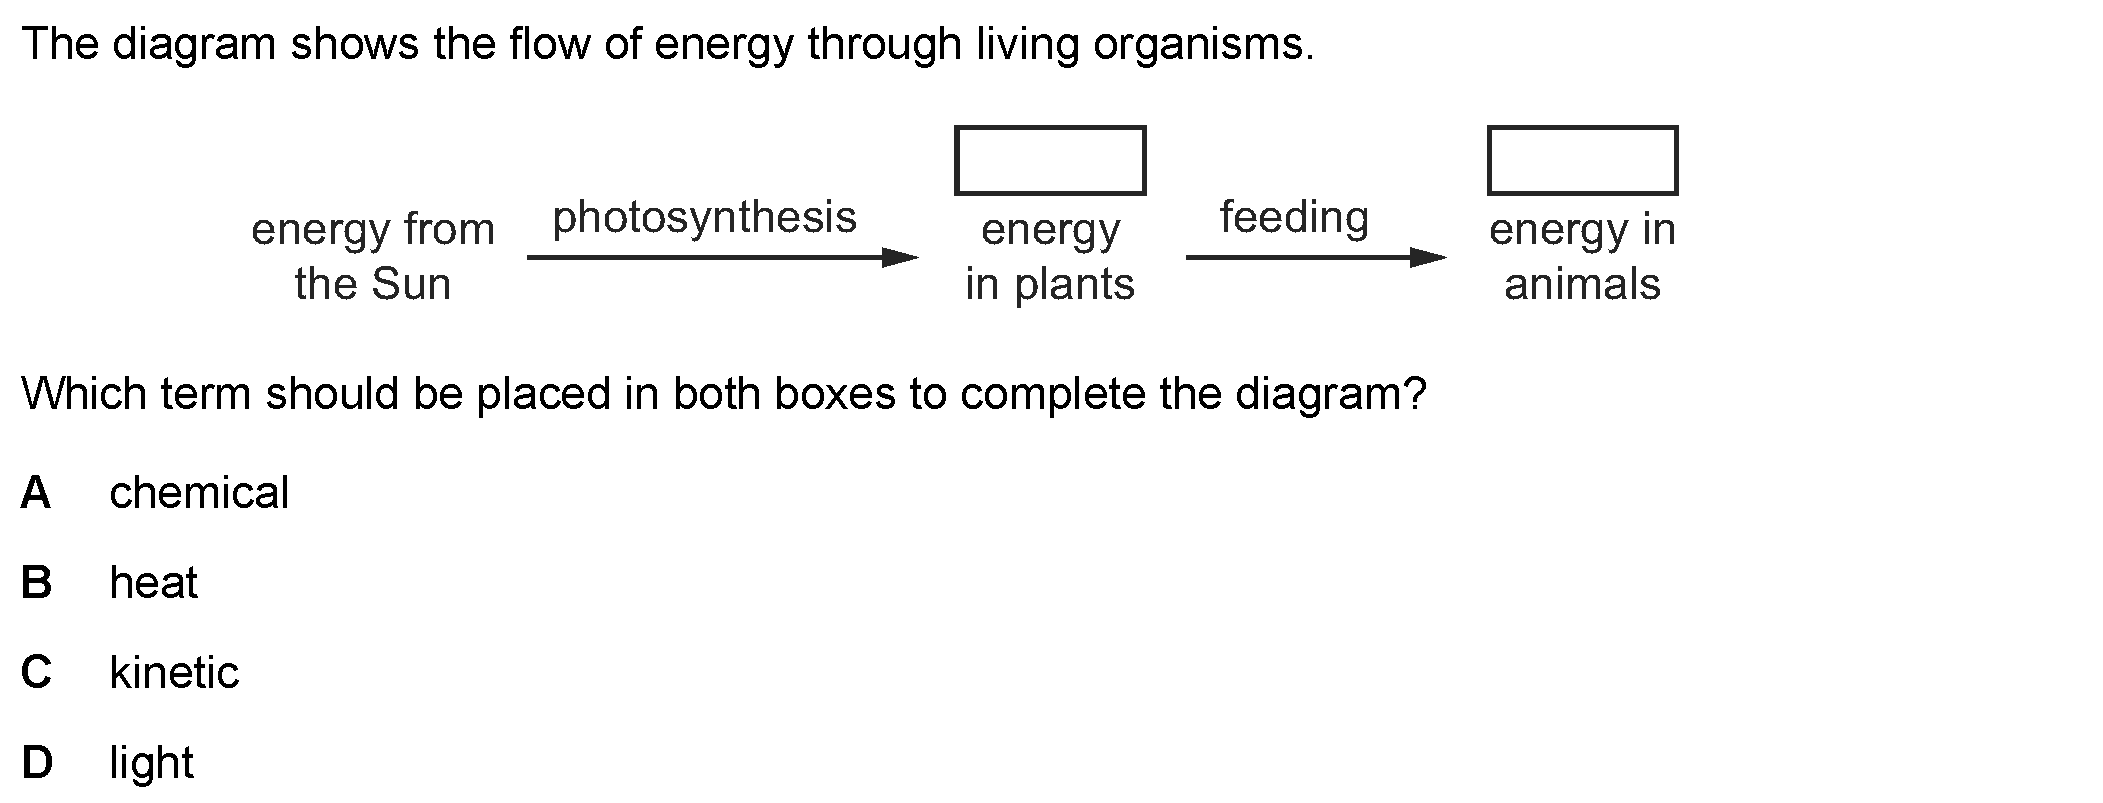 The diagram shows the flow of energy through living organisms.
energy from
the Sun
photosynthesis
energy
in plants
feeding
energy in
animals
Which term should be placed in both boxes to complete the diagram?
A chemical
B heat
C kinetic
D light